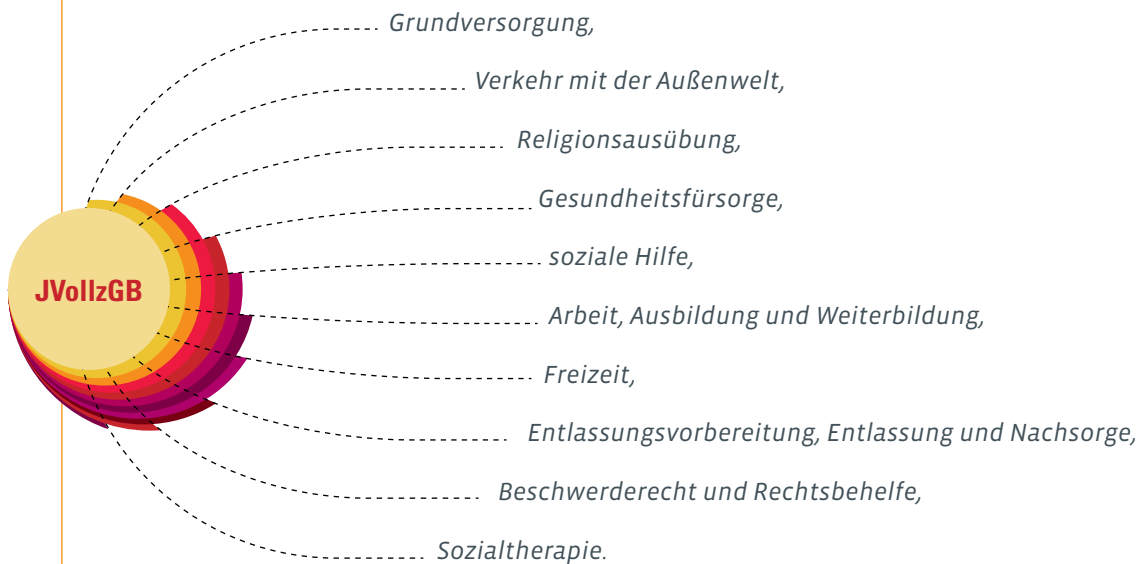 Grundversorgung,
Verkehr mit der Außenwelt,
Religionsausübung,
Gesundheitsfürsorge,
soziale Hilfe,
JVollzGB
Arbeit, Ausbildung und Weiterbildung,
Freizeit,
Entlassungsvorbereitung, Entlassung und Nachsorge,
Beschwerderecht und Rechtsbehelfe,
Sozialtherapie.